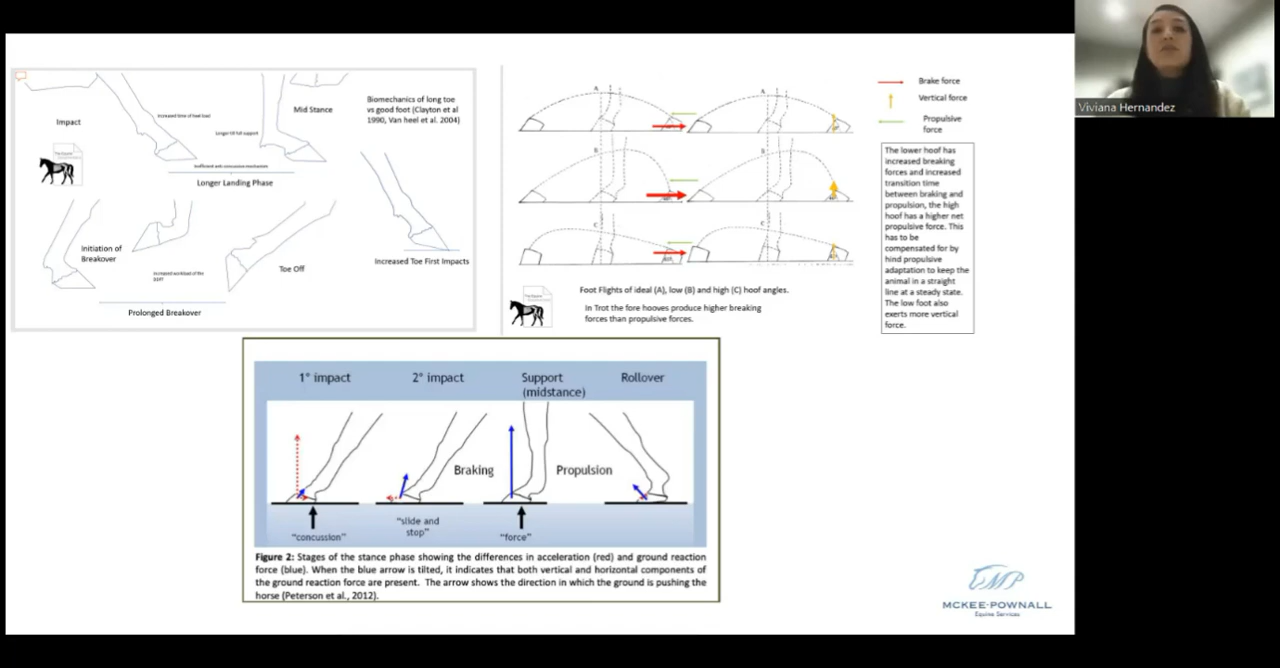 Impact
Increased time of heel load
Longer till full support
Mid Stance
Biomechanics of long toe
vs good foot (Clayton et al
1990, Van heel et al. 2004)
Inefficient anti concussive mechanism
Longer Landing Phase
Initiation of
Breakover
Increased workload of the
DDFT
Toe Off
Increased Toe First Impacts
Prolonged Breakover
A
A
B
B
C
C
Foot Flights of ideal (A), low (B) and high (C) hoof angles.
In Trot the fore hooves produce higher breaking
forces than propulsive forces.
Brake force
Vertical force
Propulsive
force
The lower hoof has
increased breaking
forces and increased
transition time
between braking and
propulsion, the high
hoof has a higher net
propulsive force. This
has to be
compensated for by
hind propulsive
adaptation to keep the
animal in a straight
line at a steady state.
The low foot also
exerts more vertical
force.
1° impact
2° impact
Support
(midstance)
Rollover
Braking
Propulsion
"concussion"
"slide and
stop"
"force"
Figure 2: Stages of the stance phase showing the differences in acceleration (red) and ground reaction
force (blue). When the blue arrow is tilted, it indicates that both vertical and horizontal components of
the ground reaction force are present. The arrow shows the direction in which the ground is pushing the
horse (Peterson et al., 2012).
MP
MCKEE-POWNALL
Equine Services
Viviana Hernandez